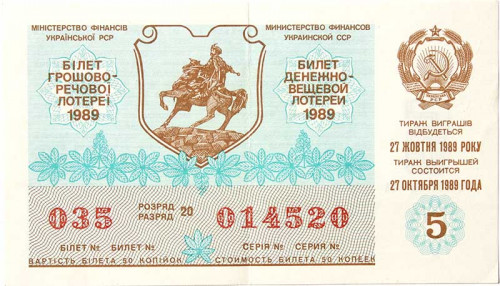 МІНІСТЕРСТВО ФІНАНСІВ
УКРАЇНСЬКОЇ РСР
МИНИСТЕРСТВО ФИНАНСОВ
УКРАИНСКОЙ ССР
БІЛЕТ
ГРОШОВО-
РЕЧОВОЇ
ЛОТЕРЕЇ
1989
БИЛЕТ
ДЕНЕЖНО-
ВЕЩЕВОЙ
ЛОТЕРЕИ
1989
ТИРАЖ ВИГРАШІВ
ВІДБУДЕТЬСЯ
27 ЖОВТНЯ 1989 РОКУ
ТИРАЖ ВЫИГРЫШЕЙ
СОСТОИТСЯ
27 ОКТЯБРЯ 1989 ГОДА
5
035
РОЗРЯД
РАЗРЯД 20
014520
БІЛЕТ № БИЛЕТ №
СЕРІЯ № СЕРИЯ №
ВАРТІСТЬ БІЛЕТА 50 КОПІЙОК
СТОИМОСТЬ БИЛЕТА 50 КОПЕЕК